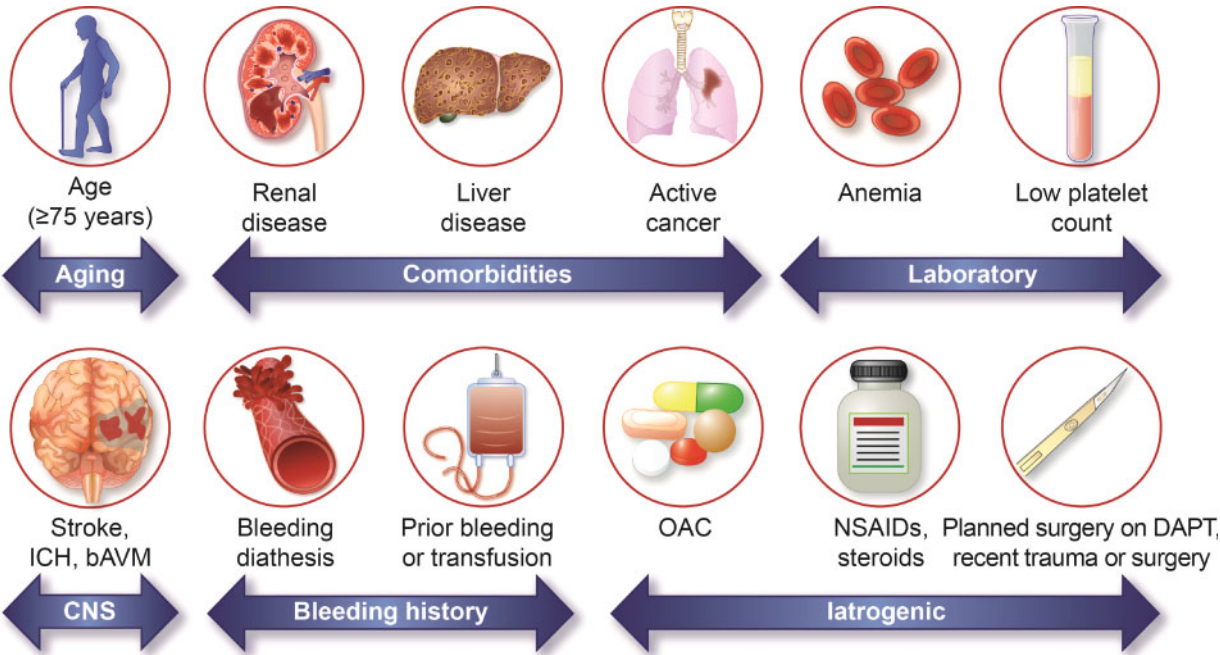 Age
(≥75 years)
Renal
disease
Liver
disease
Active
cancer
Anemia
Low platelet
count
Aging
Comorbidities
Laboratory
Stroke,
ICH, bAVM
Bleeding
diathesis
Prior bleeding
or transfusion
OAC
NSAIDs,
steroids
Planned surgery on DAPT,
recent trauma or surgery
CNS
Bleeding history
Iatrogenic